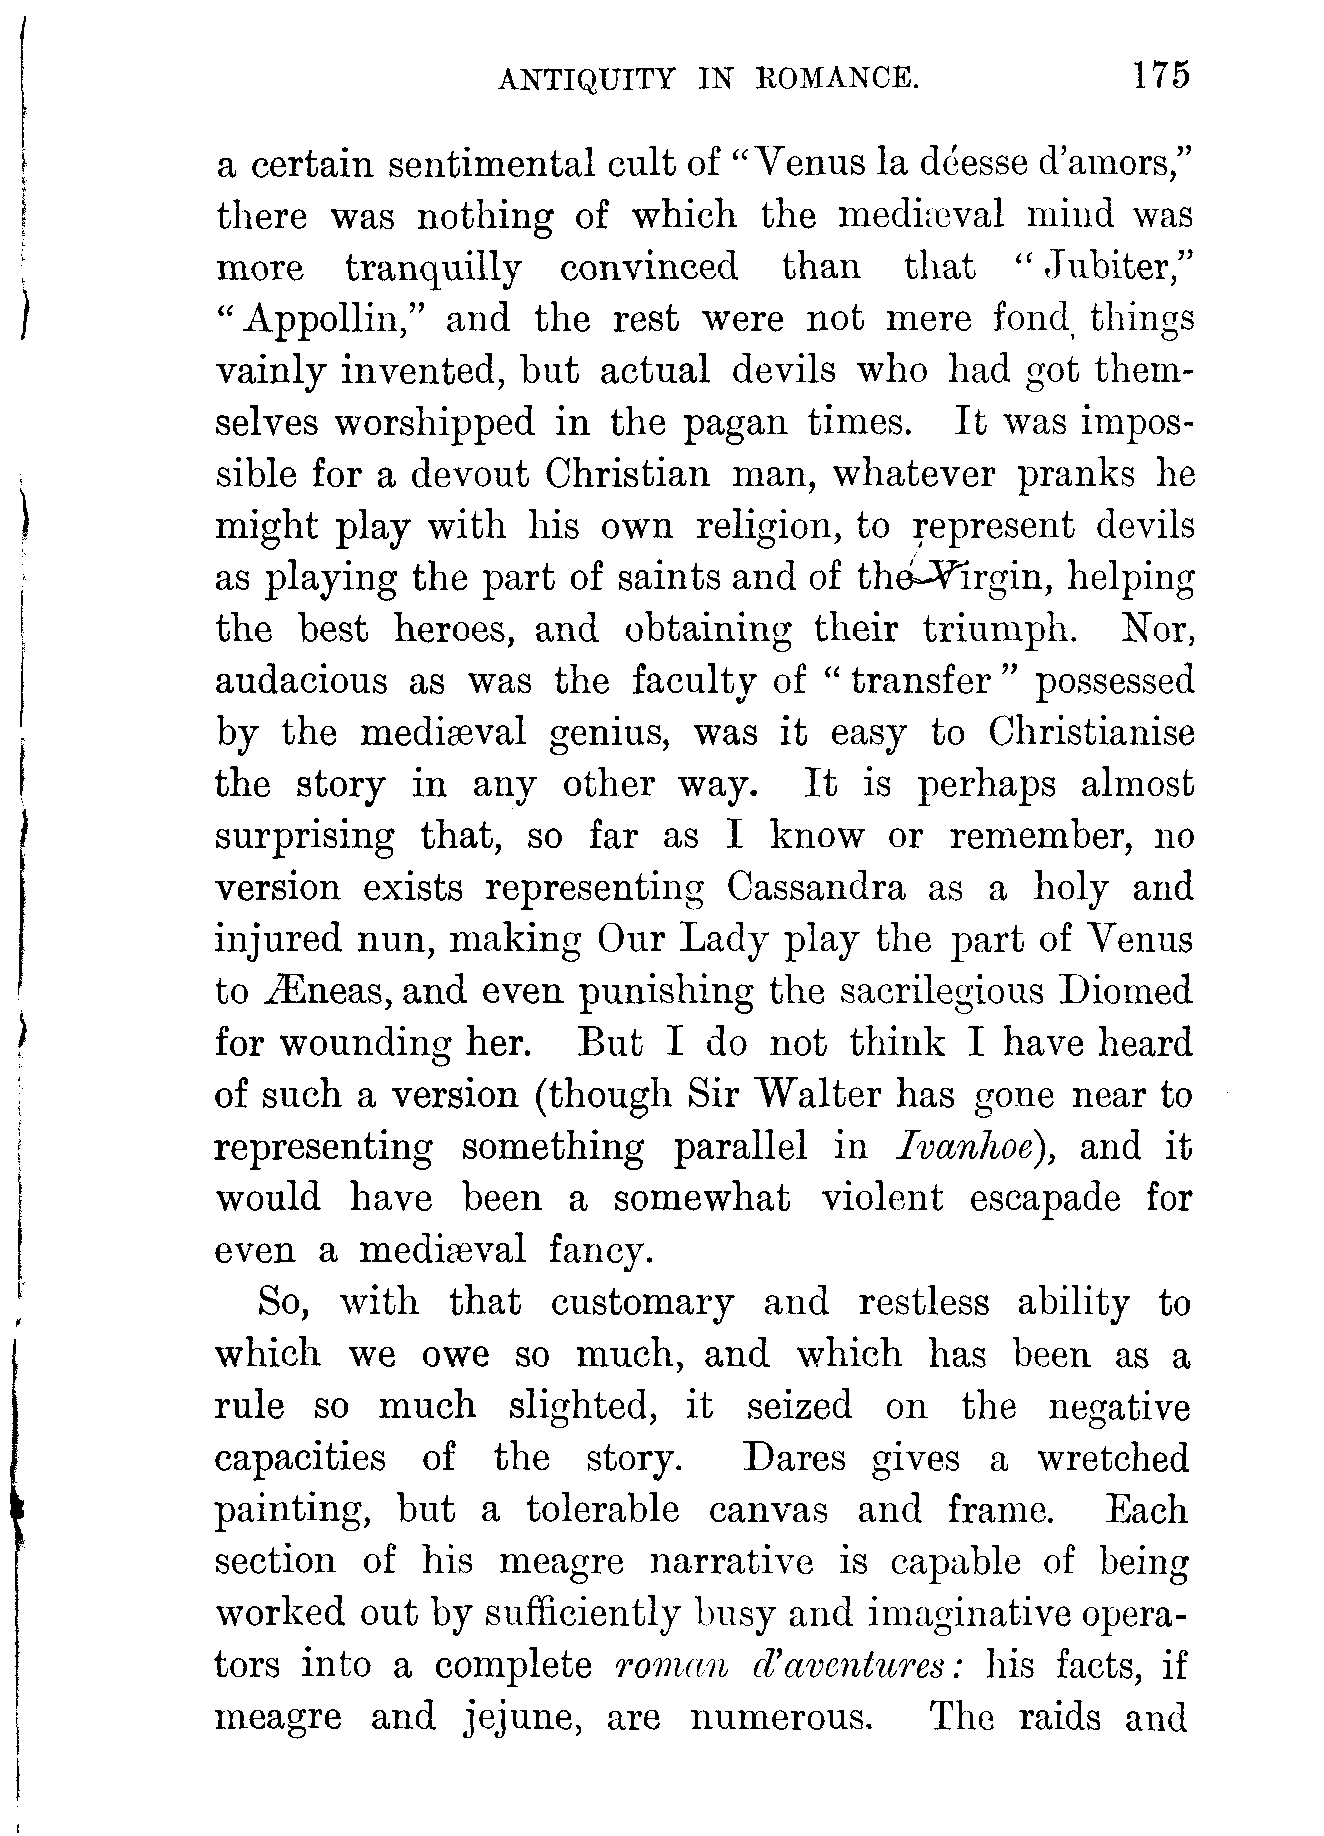 ANTIQUITY IN ROMANCE. 175
a certain sentimental cult of “Venus la déesse d’amors,”
there was nothing of which the mediæval mind was
more tranquilly convinced than that “Jubiter,”
“Appollin,” and the rest were not mere fond things
vainly invented, but actual devils who had got them-
selves worshipped in the pagan times. It was impos-
sible for a devout Christian man, whatever pranks he
might play with his own religion, to represent devils
as playing the part of saints and of the Virgin, helping
the best heroes, and obtaining their triumph. Nor,
audacious as was the faculty of “transfer” possessed
by the mediæval genius, was it easy to Christianise
the story in any other way. It is perhaps almost
surprising that, so far as I know or remember, no
version exists representing Cassandra as a holy and
injured nun, making Our Lady play the part of Venus
to Æneas, and even punishing the sacrilegious Diomed
for wounding her. But I do not think I have heard
of such a version (though Sir Walter has gone near to
representing something parallel in Ivanhoe), and it
would have been a somewhat violent escapade for
even a mediæval fancy.
So, with that customary and restless ability to
which we owe so much, and which has been as a
rule so much slighted, it seized on the negative
capacities of the story. Dares gives a wretched
painting, but a tolerable canvas and frame. Each
section of his meagre narrative is capable of being
worked out by sufficiently busy and imaginative opera-
tors into a complete roman d’aventures: his facts, if
meagre and jejune, are numerous. The raids and